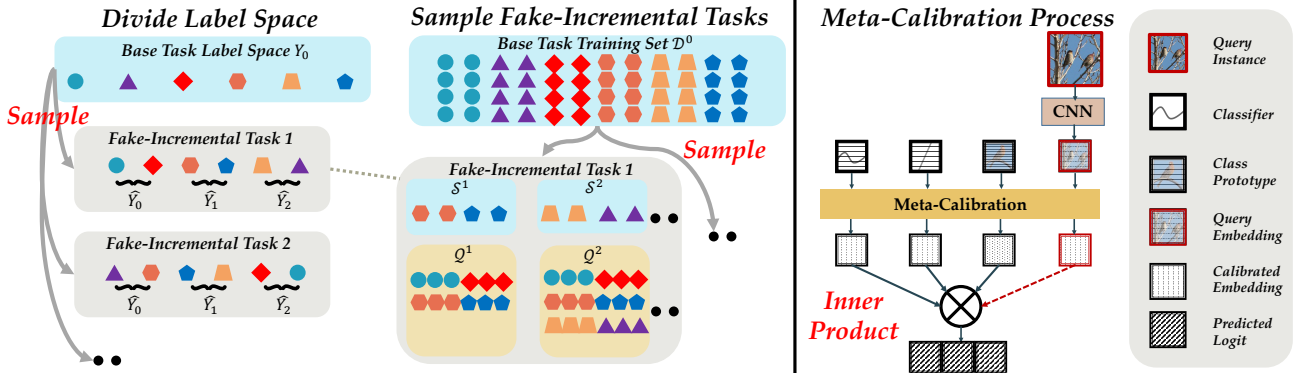 Divide Label Space
Base Task Label Space Y₀
Sample
Fake-Incremental Task 1
Ŷ₀ Ŷ₁ Ŷ₂
Fake-Incremental Task 2
Ŷ₀ Ŷ₁ Ŷ₂
Sample Fake-Incremental Tasks
Base Task Training Set 𝒟⁰
Sample
Fake-Incremental Task 1
𝒮¹ 𝒮²
𝒬¹ 𝒬²
Meta-Calibration Process
CNN
Meta-Calibration
Inner
Product
Query
Instance
Classifier
Class
Prototype
Query
Embedding
Calibrated
Embedding
Predicted
Logit